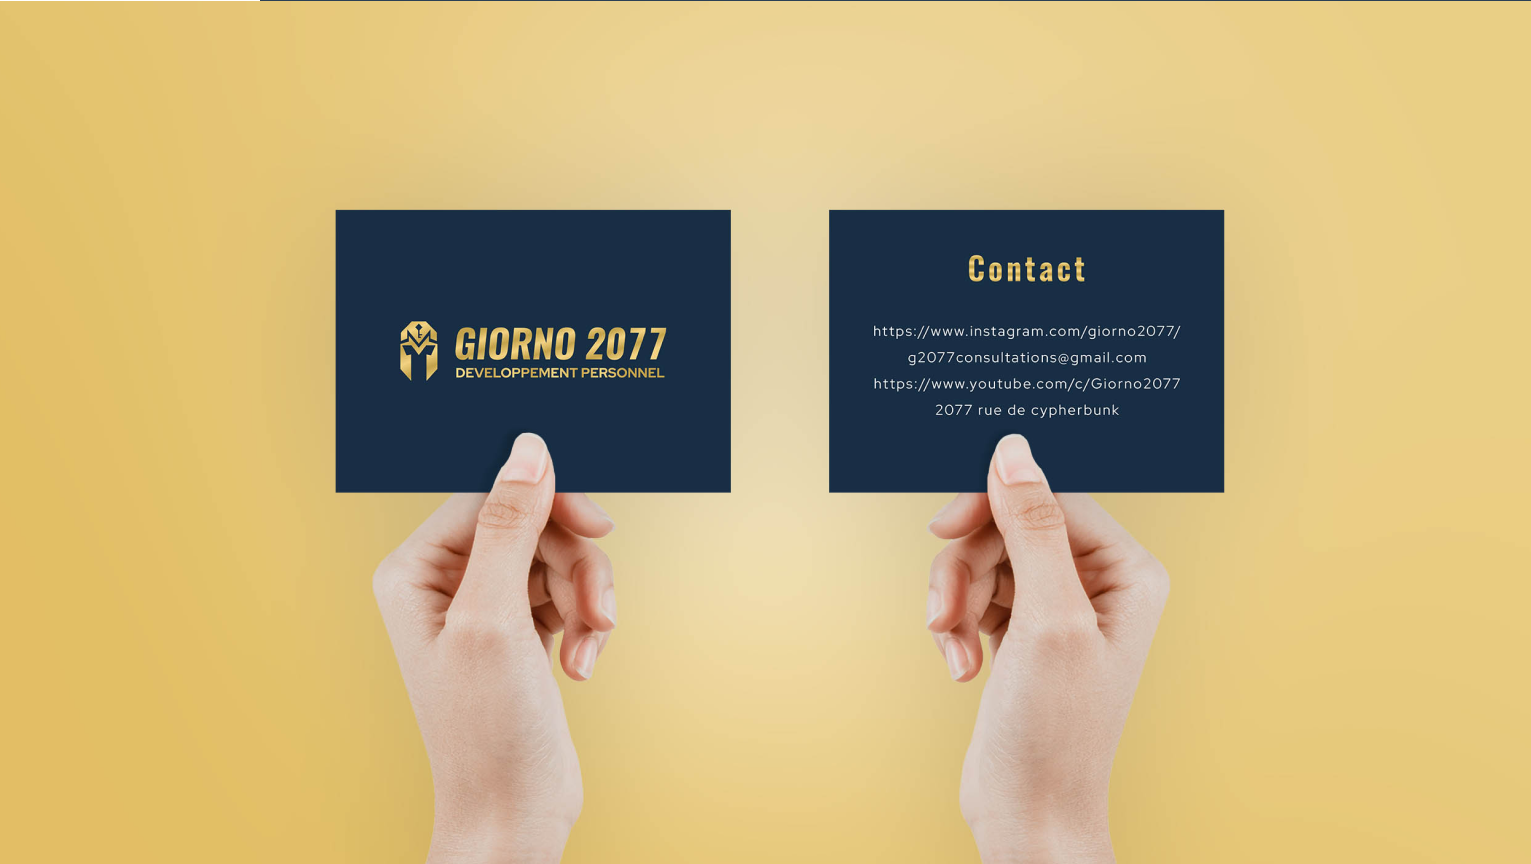 GIORNO 2077
DEVELOPPEMENT PERSONNEL
Contact
https://www.instagram.com/giorno2077/
g2077consultations@gmail.com
https://www.youtube.com/c/Giorno2077
2077 rue de cypherbunk